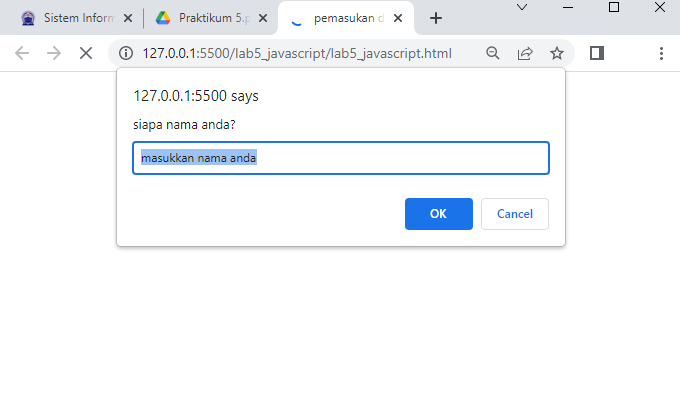 Sistem Inform
Praktikum 5.p
pemasukan d
127.0.0.1:5500/lab5_javascript/lab5_javascript.html
127.0.0.1:5500 says
siapa nama anda?
masukkan nama anda
OK
Cancel